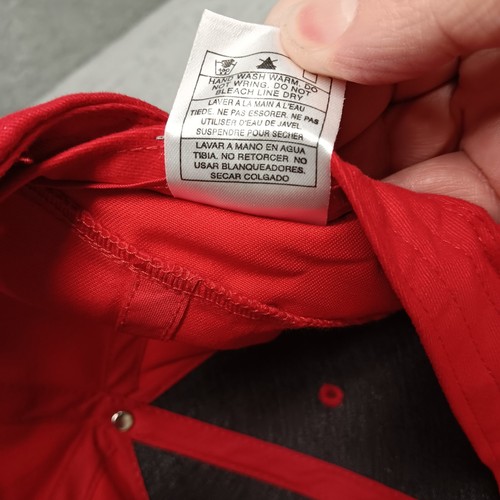 HAND WASH WARM. DO
NOT WRING. DO NOT
BLEACH LINE DRY
LAVER A LA MAIN A L'EAU
TIEDE. NE PAS ESSORER. NE PAS
UTILISER D'EAU DE JAVEL
SUSPENDRE POUR SECHER
LAVAR A MANO EN AGUA
TIBIA. NO RETORCER NO
USAR BLANQUEADORES.
SECAR COLGADO